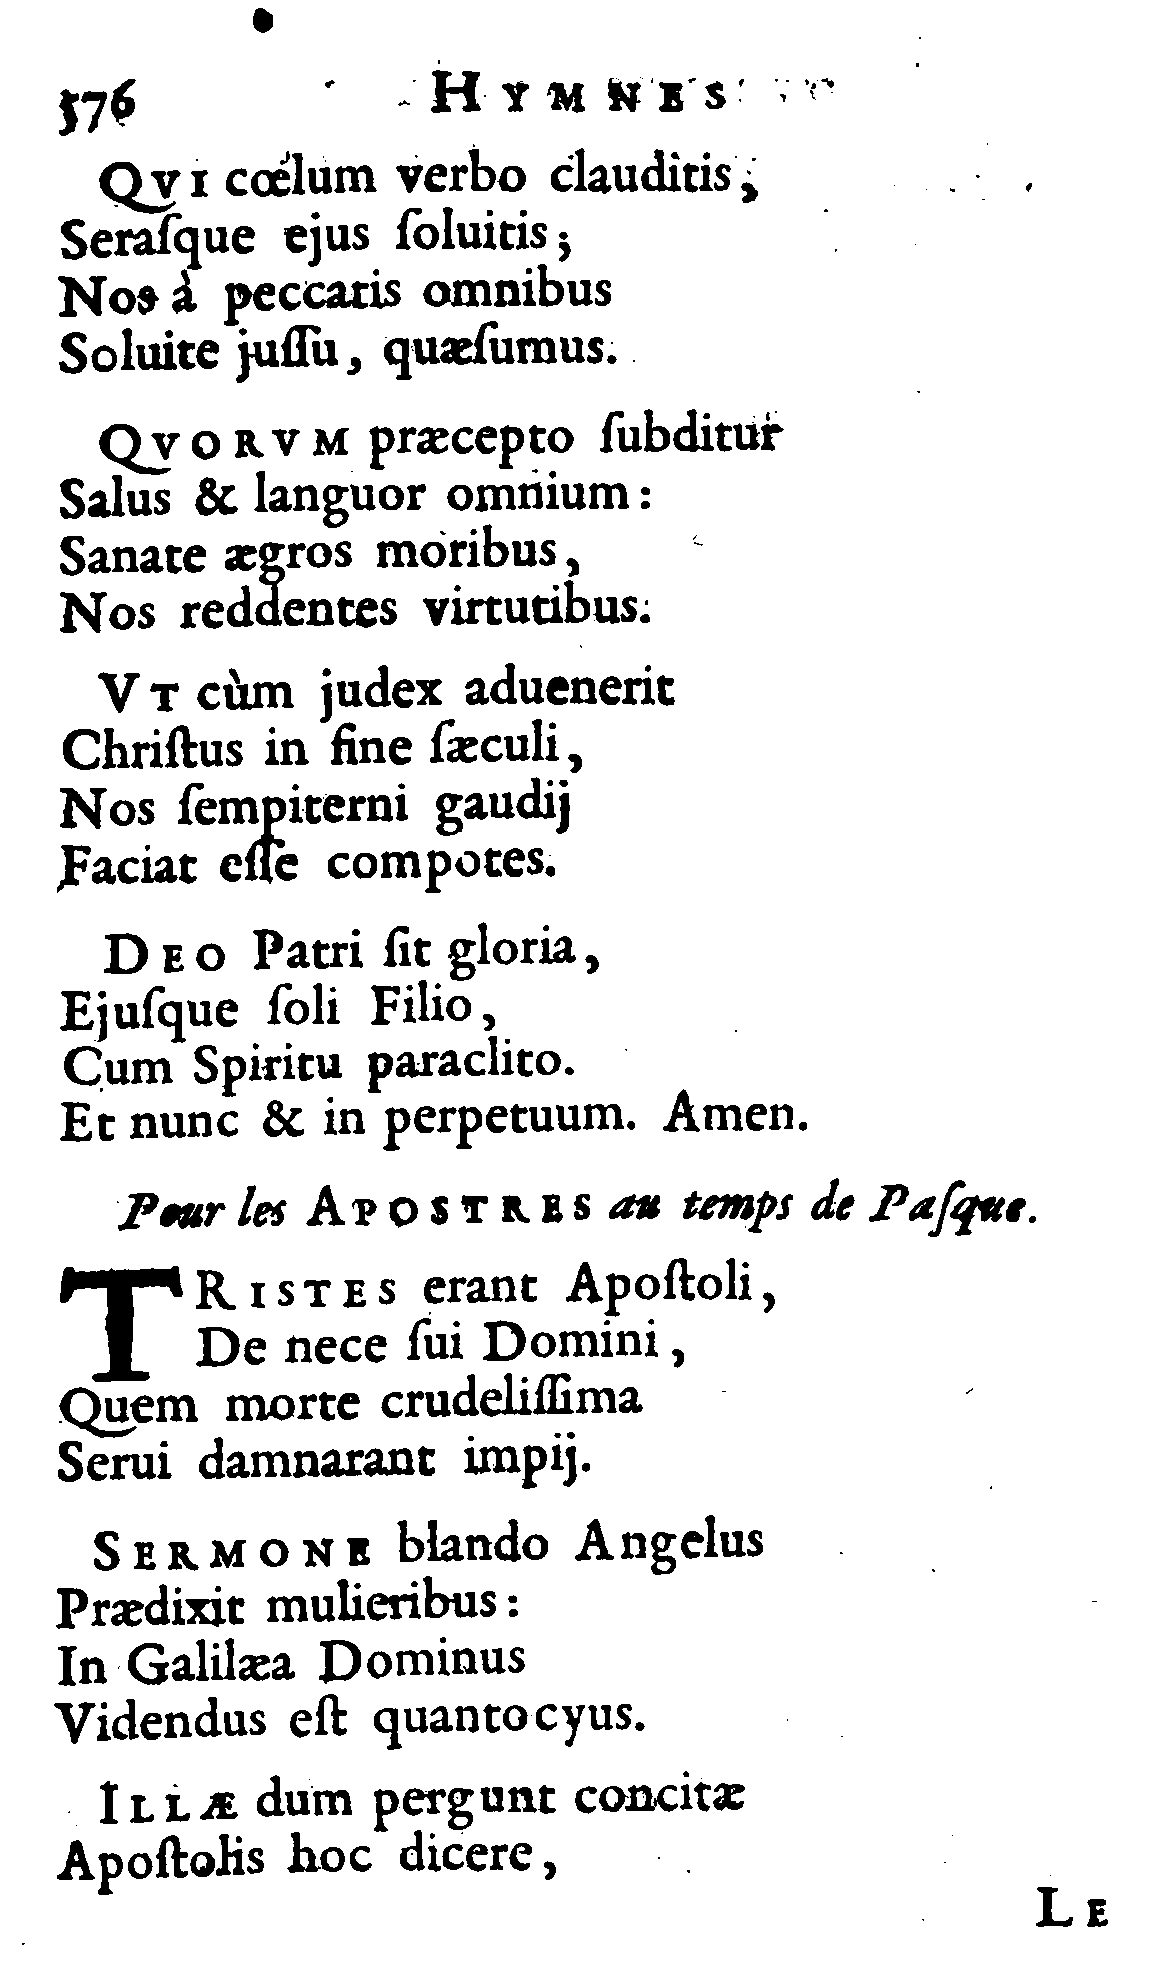 576 HYMNES
QVI cœlum verbo clauditis,
Seraſque ejus ſoluitis;
Nos à peccatis omnibus
Soluite juſſu, quæſumus.
QVORVM præcepto ſubditur
Salus & languor omnium:
Sanate ægros moribus,
Nos reddentes virtutibus.
VT cùm judex aduenerit
Chriſtus in fine ſæculi,
Nos ſempiterni gaudij
Faciat eſſe compotes.
DEO Patri ſit gloria,
Ejuſque ſoli Filio,
Cum Spiritu paraclito.
Et nunc & in perpetuum. Amen.
Pour les APOSTRES au temps de Paſque.
TRISTES erant Apoſtoli,
De nece ſui Domini,
Quem morte crudeliſſima
Serui damnarant impij.
SERMONE blando Angelus
Prædixit mulieribus:
In Galilæa Dominus
Videndus eſt quantocyus.
ILLÆ dum pergunt concitæ
Apoſtolis hoc dicere,
LE